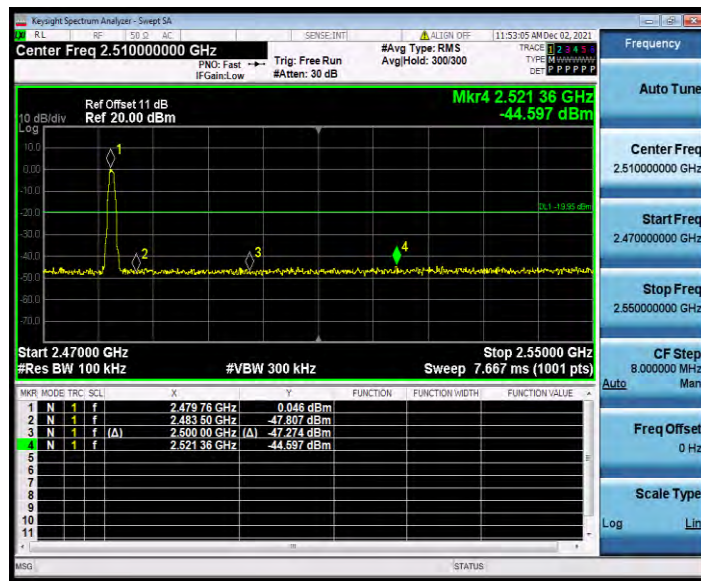 Keysight Spectrum Analyzer - Swept SA
RL RF 50 Ω AC SENSE:INT ALIGN OFF 11:53:05 AM Dec 02, 2021
Center Freq 2.510000000 GHz #Avg Type: RMS TRACE 1 2 3 4 5 6
PNO: Fast Trig: Free Run Avg|Hold: 300/300 TYPE M WWWWW
IFGain:Low #Atten: 30 dB DET P P P P P P
Frequency
Auto Tune
Center Freq
2.510000000 GHz
Start Freq
2.470000000 GHz
Stop Freq
2.550000000 GHz
CF Step
8.000000 MHz
Auto Man
Freq Offset
0 Hz
Scale Type
Log Lin
Mkr4 2.521 36 GHz
-44.597 dBm
Ref Offset 11 dB
10 dB/div Ref 20.00 dBm
Log
10.0
0.00
-10.0
-20.0
-30.0
-40.0
-50.0
-60.0
-70.0
1
2
3
4
DL1 -19.95 dBm
Start 2.47000 GHz Stop 2.55000 GHz
#Res BW 100 kHz #VBW 300 kHz Sweep 7.667 ms (1001 pts)
MKR MODE TRC SCL X Y FUNCTION FUNCTION WIDTH FUNCTION VALUE
1 N 1 f 2.479 76 GHz 0.046 dBm
2 N 1 f 2.483 50 GHz -47.807 dBm
3 N 1 f (Δ) 2.500 00 GHz (Δ) -47.274 dBm
4 N 1 f 2.521 36 GHz -44.597 dBm
5
6
7
8
9
10
11
MSG STATUS